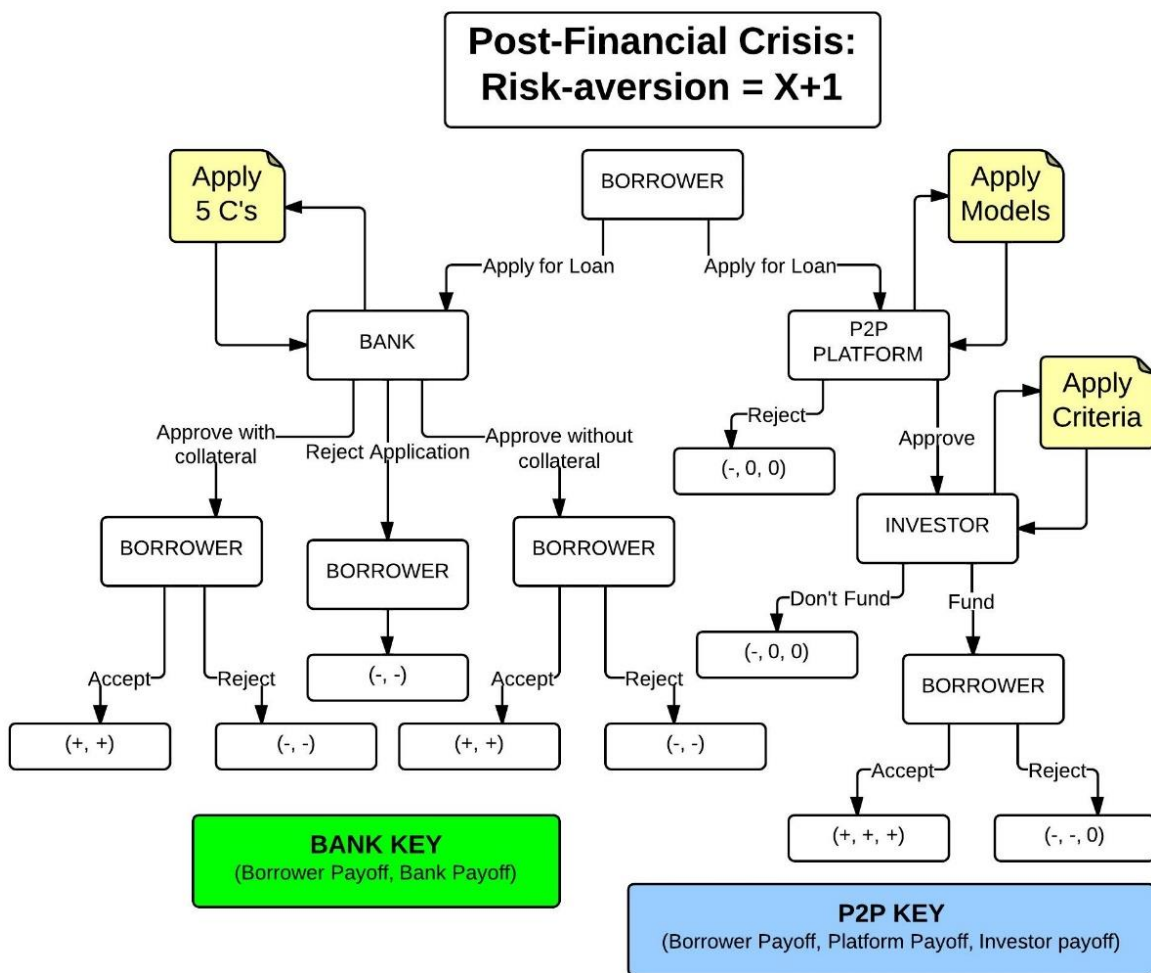 Post-Financial Crisis:
Risk-aversion = X+1
Apply
5 C's
BORROWER
Apply
Models
Apply for Loan
Apply for Loan
BANK
P2P
PLATFORM
Apply
Criteria
Approve with
collateral
Reject Application
Approve without
collateral
Reject
Approve
(-, 0, 0)
BORROWER
BORROWER
BORROWER
INVESTOR
Don't Fund
Fund
(-, 0, 0)
(-, -)
BORROWER
Accept
Reject
Accept
Reject
(+, +)
(-, -)
(+, +)
(-, -)
Accept
Reject
(+, +, +)
(-, -, 0)
BANK KEY
(Borrower Payoff, Bank Payoff)
P2P KEY
(Borrower Payoff, Platform Payoff, Investor payoff)